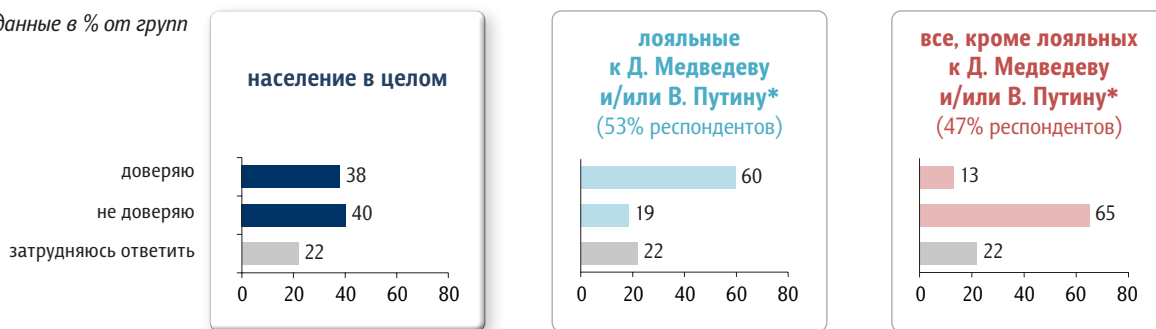 данные в % от групп
население в целом
доверяю 38
не доверяю 40
затрудняюсь ответить 22
0 20 40 60 80
лояльные
к Д. Медведеву
и/или В. Путину*
(53% респондентов)
60
19
22
0 20 40 60 80
все, кроме лояльных
к Д. Медведеву
и/или В. Путину*
(47% респондентов)
13
65
22
0 20 40 60 80